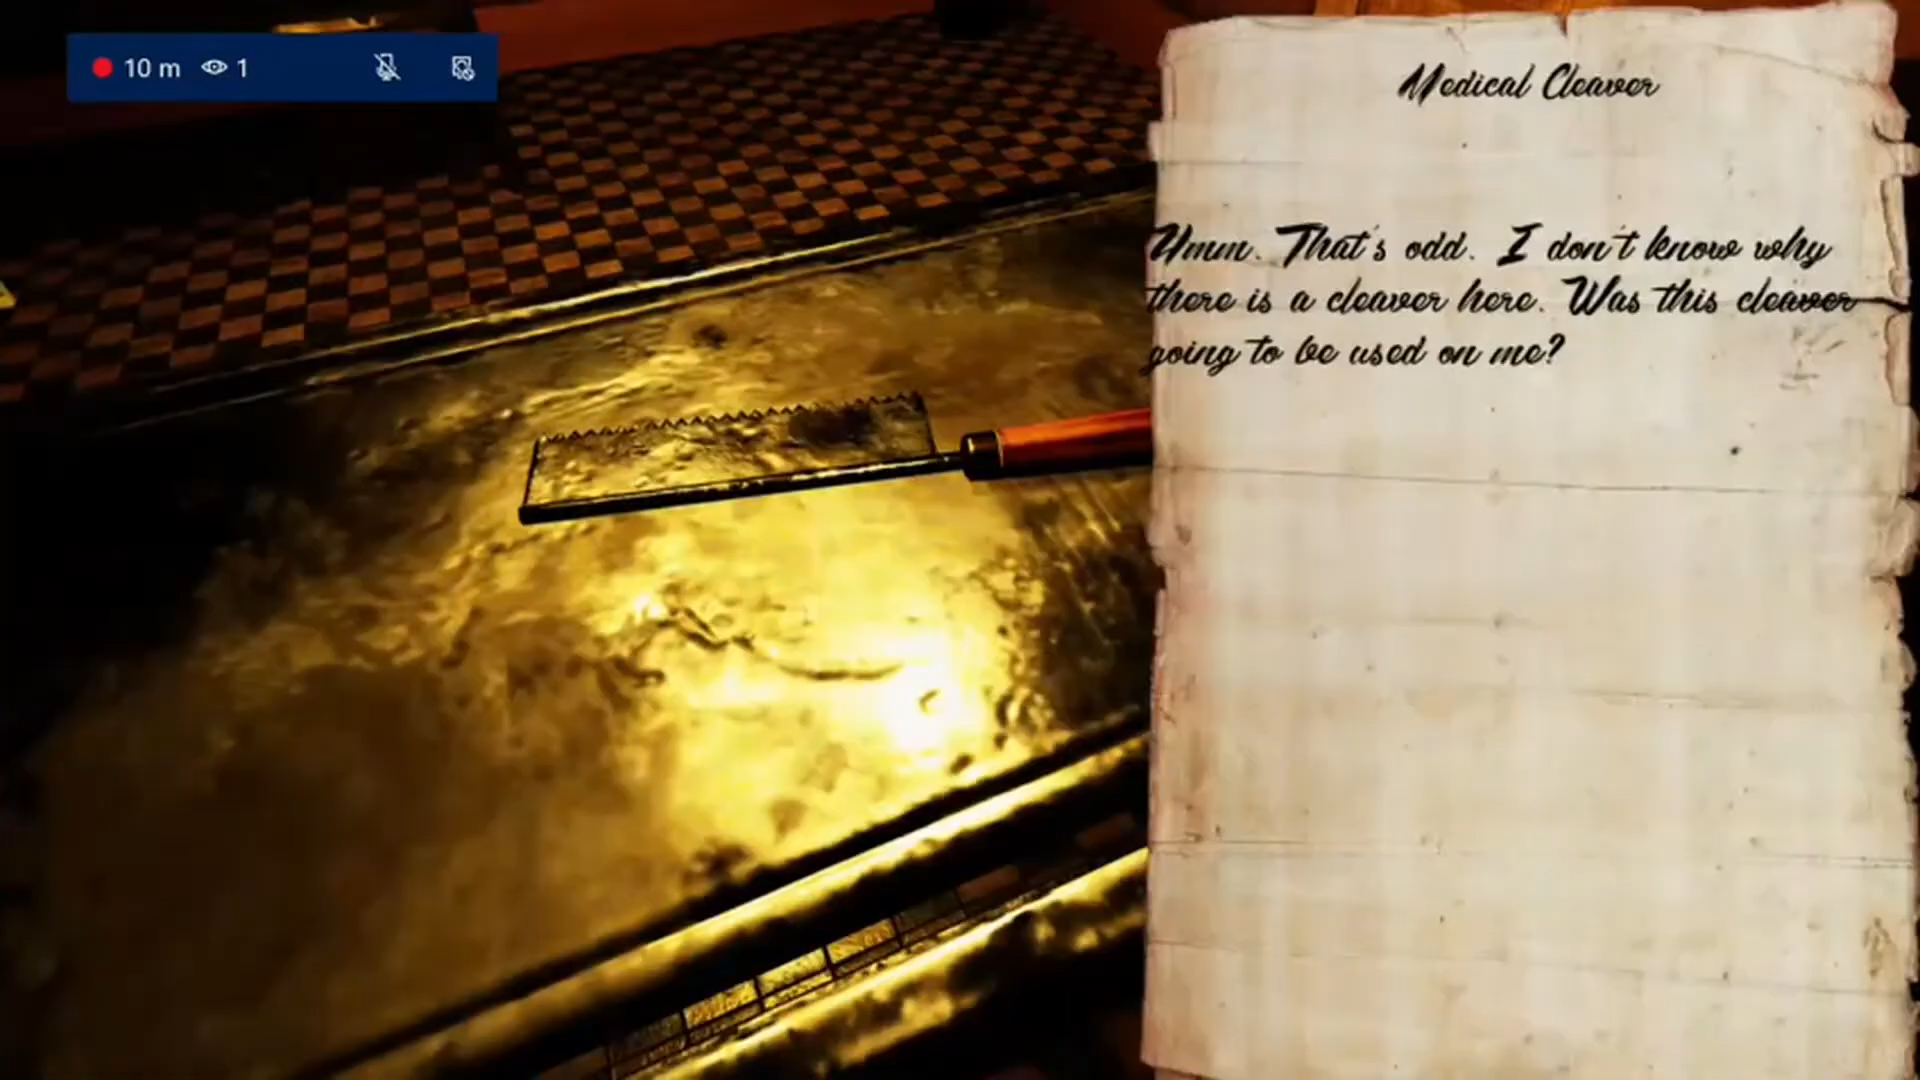 10 m 1
Medical Cleaver
Umm. That's odd. I don't know why
there is a cleaver here. Was this cleaver
going to be used on me?